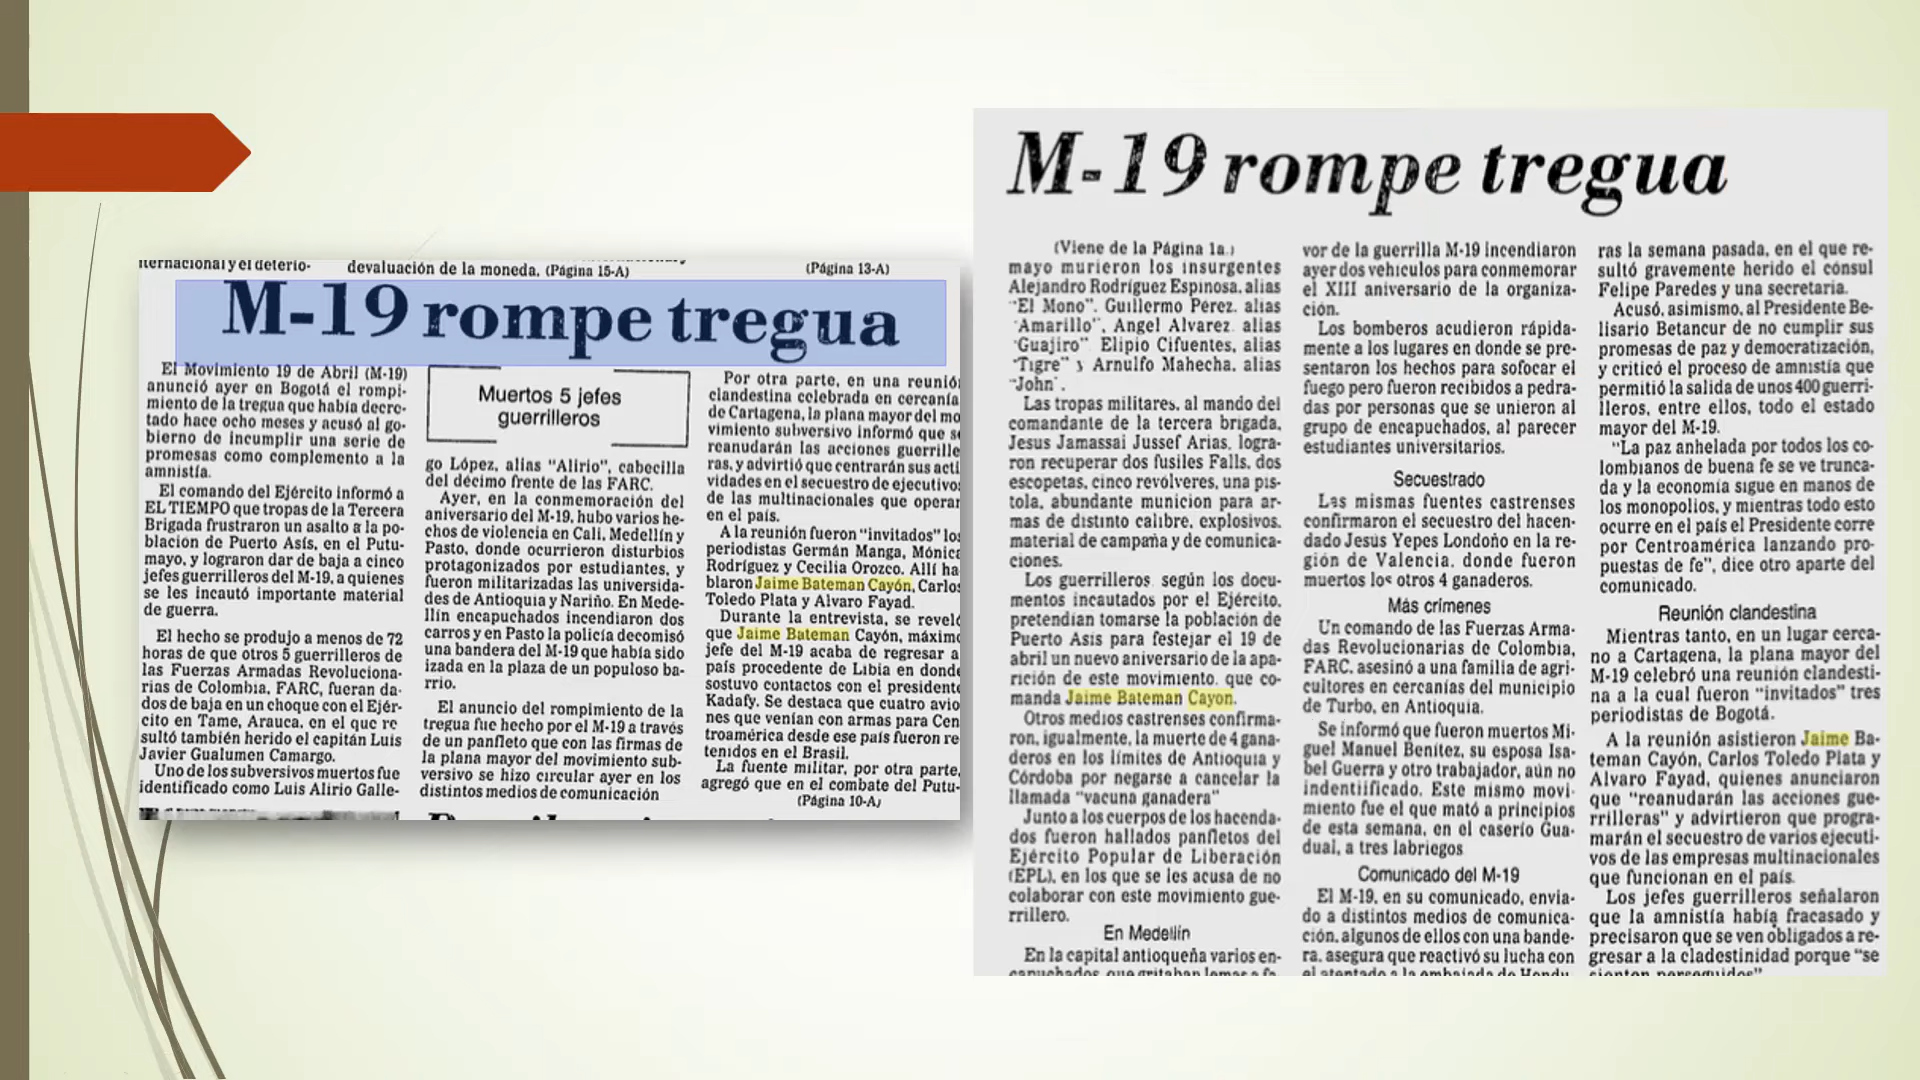 ternacional y el deterio-
devaluación de la moneda. (Página 15-A)
(Página 13-A)
M-19 rompe tregua
El Movimiento 19 de Abril (M-19)
anunció ayer en Bogotá el rompi-
miento de la tregua que había decre-
tado hace ocho meses y acusó al go-
bierno de incumplir una serie de
promesas como complemento a la
amnistía.
El comando del Ejército informó a
EL TIEMPO que tropas de la Tercera
Brigada frustraron un asalto a la po-
blación de Puerto Asís, en el Putu-
mayo, y lograron dar de baja a cinco
jefes guerrilleros del M-19, a quienes
se les incautó importante material
de guerra.
El hecho se produjo a menos de 72
horas de que otros 5 guerrilleros de
las Fuerzas Armadas Revoluciona-
rias de Colombia, FARC, fueran da-
dos de baja en un choque con el Ejér-
cito en Tame, Arauca, en el que re
sultó también herido el capitán Luis
Javier Gualumen Camargo.
Uno de los subversivos muertos fue
identificado como Luis Alirio Galle-
Muertos 5 jefes
guerrilleros
go López, alias "Alirio", cabecilla
del décimo frente de las FARC.
Ayer, en la conmemoración del
aniversario del M-19, hubo varios he-
chos de violencia en Cali, Medellín y
Pasto, donde ocurrieron disturbios
protagonizados por estudiantes, y
fueron militarizadas las universida-
des de Antioquia y Nariño. En Mede-
llín encapuchados incendiaron dos
carros y en Pasto la policía decomisó
una bandera del M-19 que había sido
izada en la plaza de un populoso ba-
rrio.
El anuncio del rompimiento de la
tregua fue hecho por el M-19 a través
de un panfleto que con las firmas de
la plana mayor del movimiento sub-
versivo se hizo circular ayer en los
distintos medios de comunicación
Por otra parte, en una reunió
clandestina celebrada en cercanía
de Cartagena, la plana mayor del mo
vimiento subversivo informó que s
reanudarán las acciones guerrille
ras, y advirtió que centrarán sus acti
vidades en el secuestro de ejecutivo
de las multinacionales que operan
en el país.
A la reunión fueron "invitados" los
periodistas Germán Manga, Mónica
Rodríguez y Cecilia Orozco. Allí ha
blaron Jaime Bateman Cayón, Carlos
Toledo Plata y Alvaro Fayad.
Durante la entrevista, se reveló
que Jaime Bateman Cayón, máximo
jefe del M-19 acaba de regresar a
país procedente de Libia en donde
sostuvo contactos con el presidente
Kadafy. Se destaca que cuatro avio
nes que venían con armas para Cen
troamérica desde ese país fueron re
tenidos en el Brasil.
La fuente militar, por otra parte,
agregó que en el combate del Putu-
(Página 10-A)
M-19 rompe tregua
(Viene de la Página 1a.)
mayo murieron los insurgentes
Alejandro Rodríguez Espinosa, alias
"El Mono". Guillermo Pérez. alias
"Amarillo", Angel Alvarez. alias
"Guajiro" Elipio Cifuentes, alias
"Tigre" y Arnulfo Mahecha, alias
"John".
Las tropas militares, al mando del
comandante de la tercera brigada,
Jesus Jamassai Jussef Arias, logra-
ron recuperar dos fusiles Falls, dos
escopetas, cinco revólveres, una pis-
tola, abundante munición para ar-
mas de distinto calibre, explosivos.
material de campaña y de comunica-
ciones.
Los guerrilleros según los docu-
mentos incautados por el Ejército.
pretendían tomarse la población de
Puerto Asís para festejar el 19 de
abril un nuevo aniversario de la apa-
rición de este movimiento. que co-
manda Jaime Bateman Cayon.
Otros medios castrenses confirma-
ron, igualmente, la muerte de 4 gana-
deros en los límites de Antioquia y
Córdoba por negarse a cancelar la
llamada "vacuna ganadera"
Junto a los cuerpos de los hacenda-
dos fueron hallados panfletos del
Ejército Popular de Liberación
(EPL), en los que se les acusa de no
colaborar con este movimiento gue-
rrillero.
En Medellín
En la capital antioqueña varios en-
capuchados, que gritaban lemas a fa-
vor de la guerrilla M-19 incendiaron
ayer dos vehículos para conmemorar
el XIII aniversario de la organiza-
ción.
Los bomberos acudieron rápida-
mente a los lugares en donde se pre-
sentaron los hechos para sofocar el
fuego pero fueron recibidos a pedra-
das por personas que se unieron al
grupo de encapuchados, al parecer
estudiantes universitarios.
Secuestrado
Las mismas fuentes castrenses
confirmaron el secuestro del hacen-
dado Jesús Yepes Londoño en la re-
gión de Valencia, donde fueron
muertos los otros 4 ganaderos.
Más crímenes
Un comando de las Fuerzas Arma-
das Revolucionarias de Colombia,
FARC, asesinó a una familia de agri-
cultores en cercanías del municipio
de Turbo, en Antioquia.
Se informó que fueron muertos Mi-
guel Manuel Benítez, su esposa Isa-
bel Guerra y otro trabajador, aún no
indentiificado. Este mismo movi-
miento fue el que mató a principios
de esta semana, en el caserío Gua-
dual, a tres labriegos
Comunicado del M-19
El M-19, en su comunicado, envia-
do a distintos medios de comunica-
ción, algunos de ellos con una bande-
ra, asegura que reactivó su lucha con
el atentado a la embajada de Hondu-
ras la semana pasada, en el que re-
sultó gravemente herido el cónsul
Felipe Paredes y una secretaria.
Acusó, asimismo, al Presidente Be-
lisario Betancur de no cumplir sus
promesas de paz y democratización,
y criticó el proceso de amnistía que
permitió la salida de unos 400 guerri-
lleros, entre ellos, todo el estado
mayor del M-19.
"La paz anhelada por todos los co-
lombianos de buena fe se ve trunca-
da y la economía sigue en manos de
los monopolios, y mientras todo esto
ocurre en el país el Presidente corre
por Centroamérica lanzando pro-
puestas de fe", dice otro aparte del
comunicado.
Reunión clandestina
Mientras tanto, en un lugar cerca-
no a Cartagena, la plana mayor del
M-19 celebró una reunión clandesti-
na a la cual fueron "invitados" tres
periodistas de Bogotá.
A la reunión asistieron Jaime Ba-
teman Cayón, Carlos Toledo Plata y
Alvaro Fayad, quienes anunciaron
que "reanudarán las acciones gue-
rrilleras" y advirtieron que progra-
marán el secuestro de varios ejecuti-
vos de las empresas multinacionales
que funcionan en el país.
Los jefes guerrilleros señalaron
que la amnistía había fracasado y
precisaron que se ven obligados a re-
gresar a la cladestinidad porque "se
sienten perseguidos"